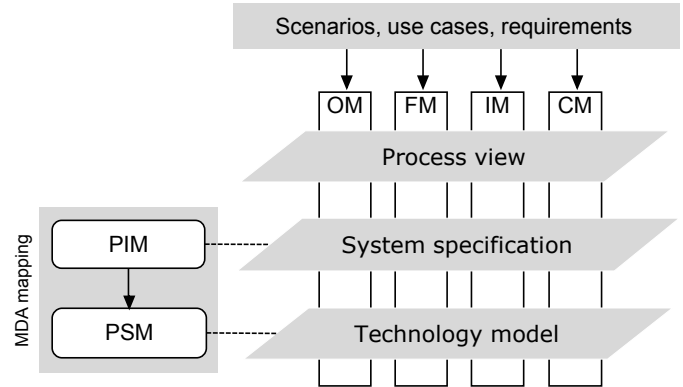 Scenarios, use cases, requirements
OM FM IM CM
Process view
PIM
System specification
MDA mapping
PSM
Technology model